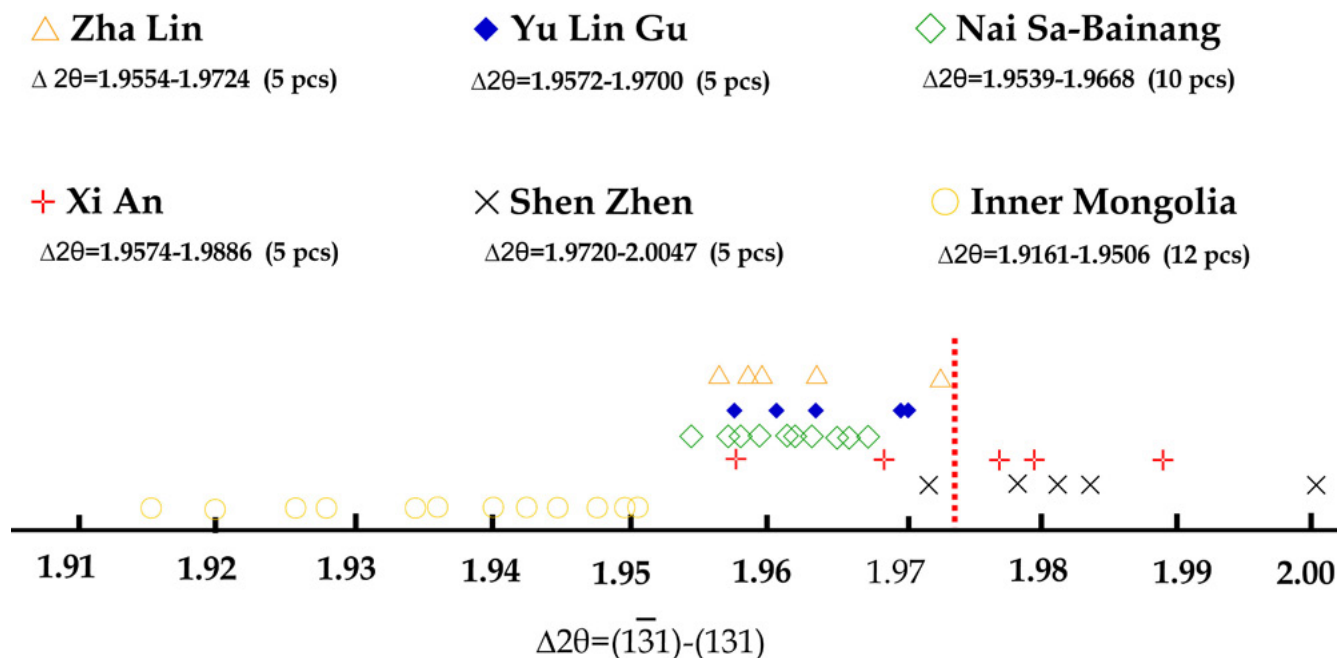 Zha Lin Yu Lin Gu Nai Sa-Bainang
Δ 2θ=1.9554-1.9724 (5 pcs) Δ2θ=1.9572-1.9700 (5 pcs) Δ2θ=1.9539-1.9668 (10 pcs)
Xi An Shen Zhen Inner Mongolia
Δ2θ=1.9574-1.9886 (5 pcs) Δ2θ=1.9720-2.0047 (5 pcs) Δ2θ=1.9161-1.9506 (12 pcs)
1.91 1.92 1.93 1.94 1.95 1.96 1.97 1.98 1.99 2.00
Δ2θ=(13̅1)-(131)